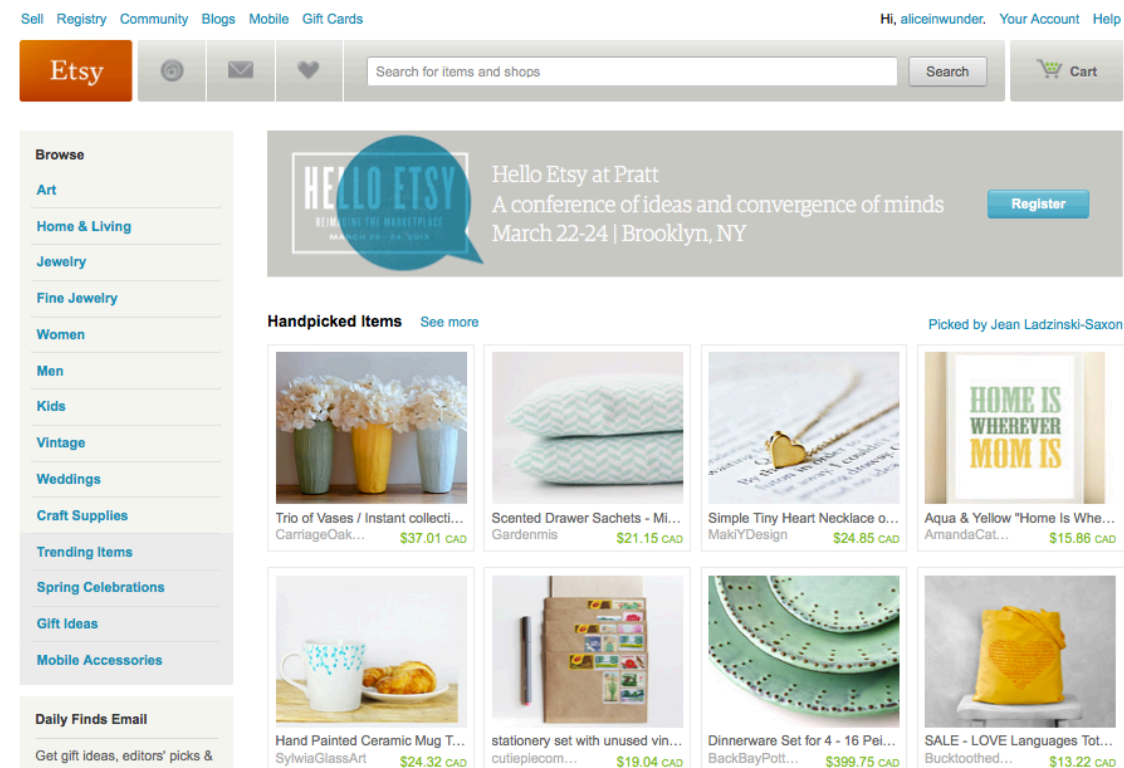 Sell Registry Community Blogs Mobile Gift Cards
Hi, aliceinwunder. Your Account Help
Etsy
Search for items and shops
Search
Cart
Browse
Art
Home & Living
Jewelry
Fine Jewelry
Women
Men
Kids
Vintage
Weddings
Craft Supplies
Trending Items
Spring Celebrations
Gift Ideas
Mobile Accessories
Daily Finds Email
Get gift ideas, editors' picks &
HELLO ETSY
REIMAGINE THE MARKETPLACE
MARCH 22–24 2013
Hello Etsy at Pratt
A conference of ideas and convergence of minds
March 22-24 | Brooklyn, NY
Register
Handpicked Items See more
Picked by Jean Ladzinski-Saxon
Trio of Vases / Instant collecti...
CarriageOak... $37.01 CAD
Scented Drawer Sachets - Mi...
Gardenmis $21.15 CAD
Simple Tiny Heart Necklace o...
MakiYDesign $24.85 CAD
HOME IS
WHEREVER
MOM IS
Aqua & Yellow "Home Is Whe...
AmandaCat... $15.86 CAD
Hand Painted Ceramic Mug T...
SylwiaGlassArt $24.32 CAD
stationery set with unused vin...
cutiepiecom... $19.04 CAD
Dinnerware Set for 4 - 16 Pei...
BackBayPott... $399.75 CAD
SALE - LOVE Languages Tot...
Bucktoothed... $13.22 CAD